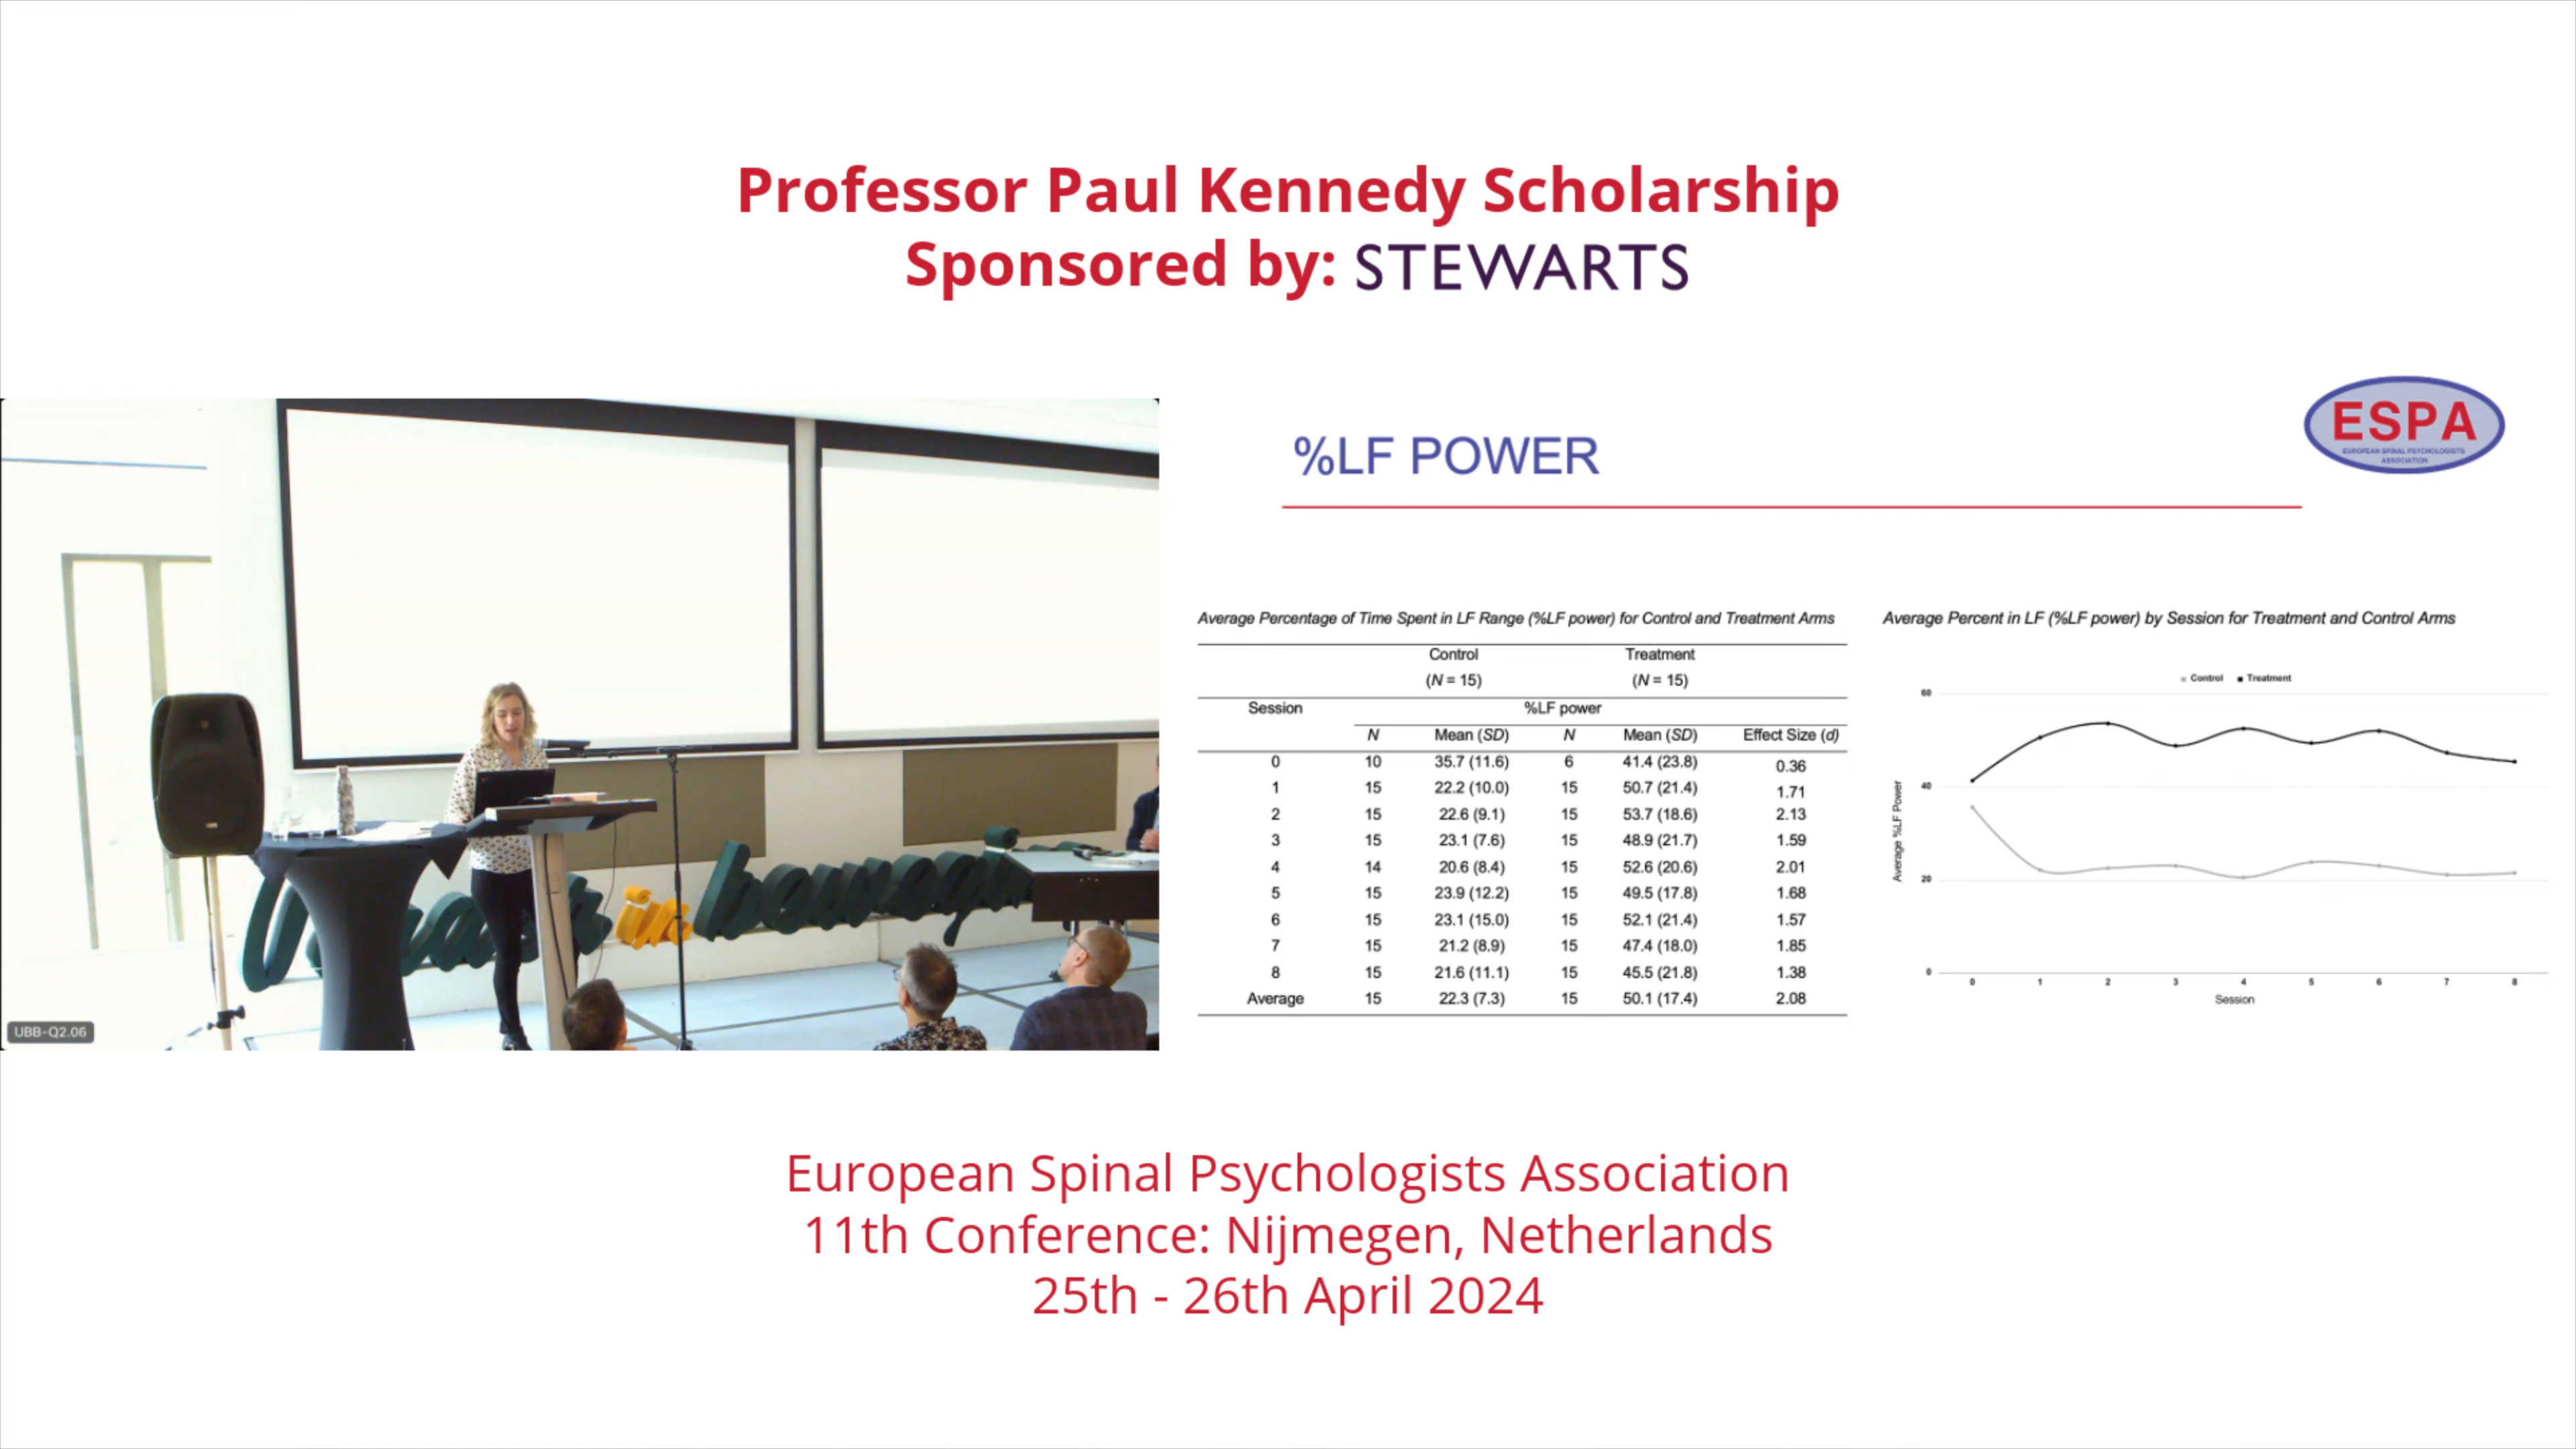 Professor Paul Kennedy Scholarship
Sponsored by: STEWARTS
ESPA
EUROPEAN SPINAL PSYCHOLOGISTS
ASSOCIATION
%LF POWER
in beweging
UBB-Q2.06
Average Percentage of Time Spent in LF Range (%LF power) for Control and Treatment Arms
Control Treatment
(N = 15) (N = 15)
Session %LF power
N Mean (SD) N Mean (SD) Effect Size (d)
0 10 35.7 (11.6) 6 41.4 (23.8) 0.36
1 15 22.2 (10.0) 15 50.7 (21.4) 1.71
2 15 22.6 (9.1) 15 53.7 (18.6) 2.13
3 15 23.1 (7.6) 15 48.9 (21.7) 1.59
4 14 20.6 (8.4) 15 52.6 (20.6) 2.01
5 15 23.9 (12.2) 15 49.5 (17.8) 1.68
6 15 23.1 (15.0) 15 52.1 (21.4) 1.57
7 15 21.2 (8.9) 15 47.4 (18.0) 1.85
8 15 21.6 (11.1) 15 45.5 (21.8) 1.38
Average 15 22.3 (7.3) 15 50.1 (17.4) 2.08
Average Percent in LF (%LF power) by Session for Treatment and Control Arms
Control Treatment
60
40
20
0
Average %LF Power
0 1 2 3 4 5 6 7 8
Session
European Spinal Psychologists Association
11th Conference: Nijmegen, Netherlands
25th - 26th April 2024